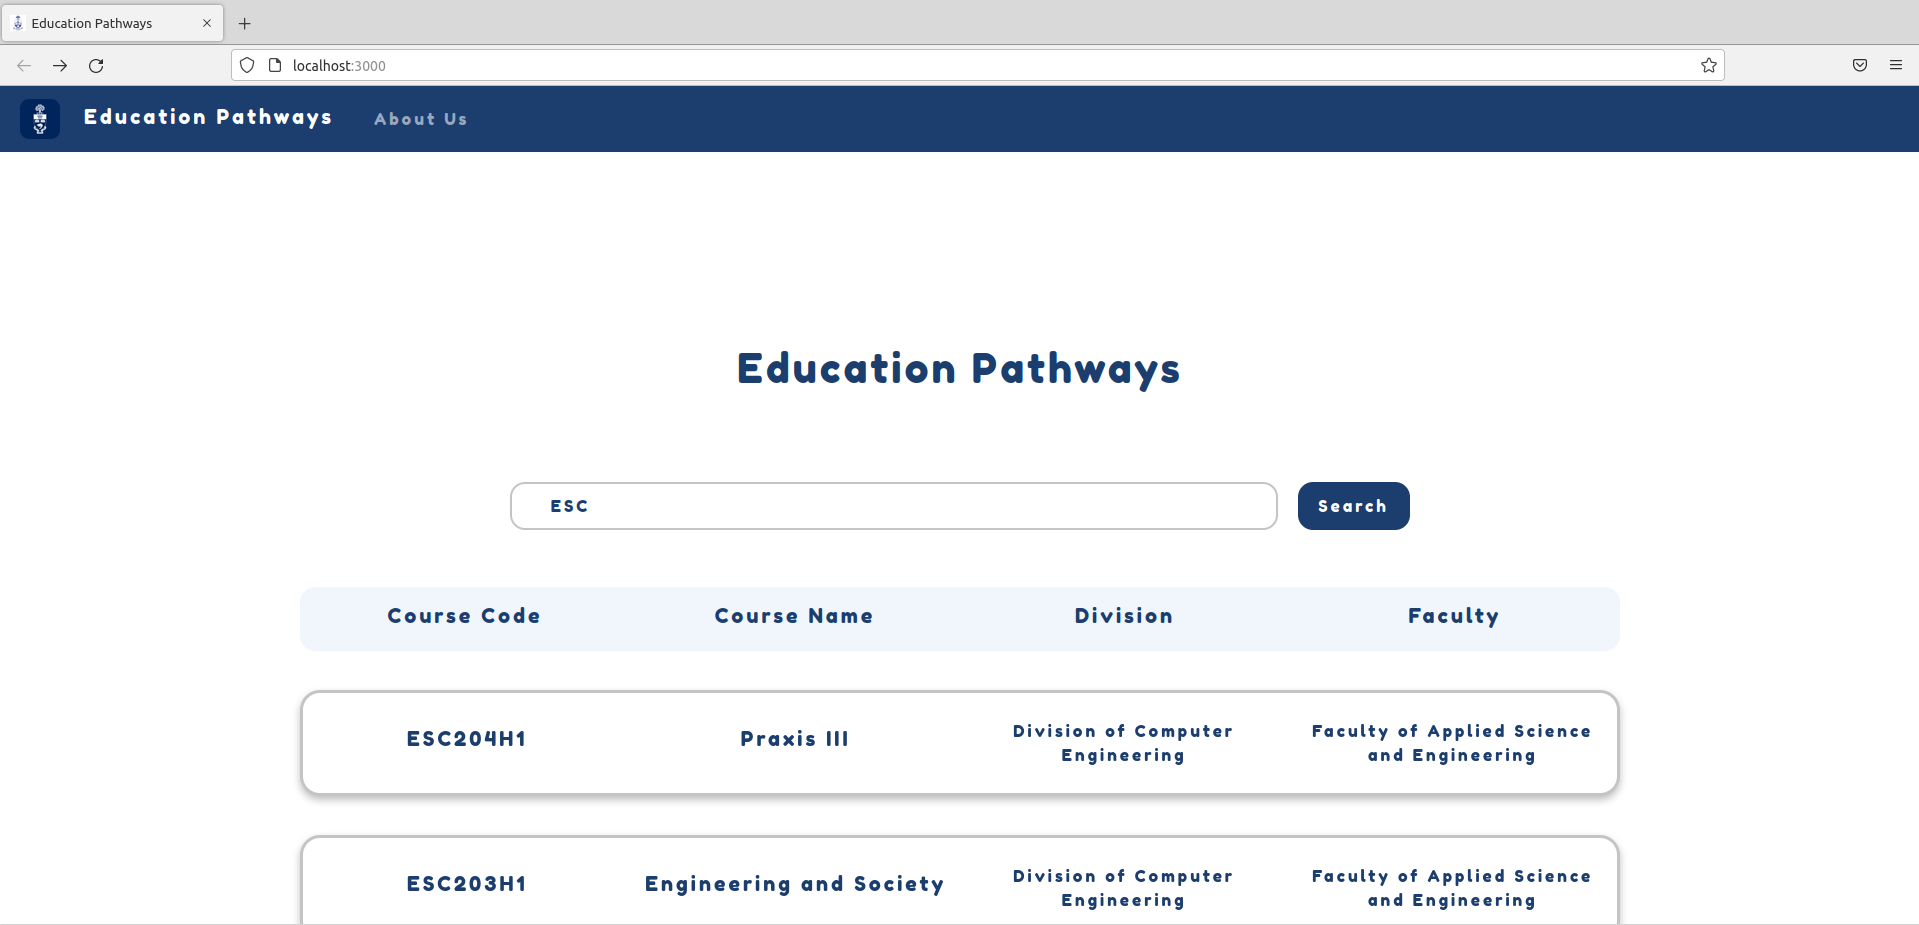 Education Pathways
localhost:3000
Education Pathways About Us
Education Pathways
ESC Search
Course Code Course Name Division Faculty
ESC204H1 Praxis III Division of Computer Engineering Faculty of Applied Science and Engineering
ESC203H1 Engineering and Society Division of Computer Engineering Faculty of Applied Science and Engineering